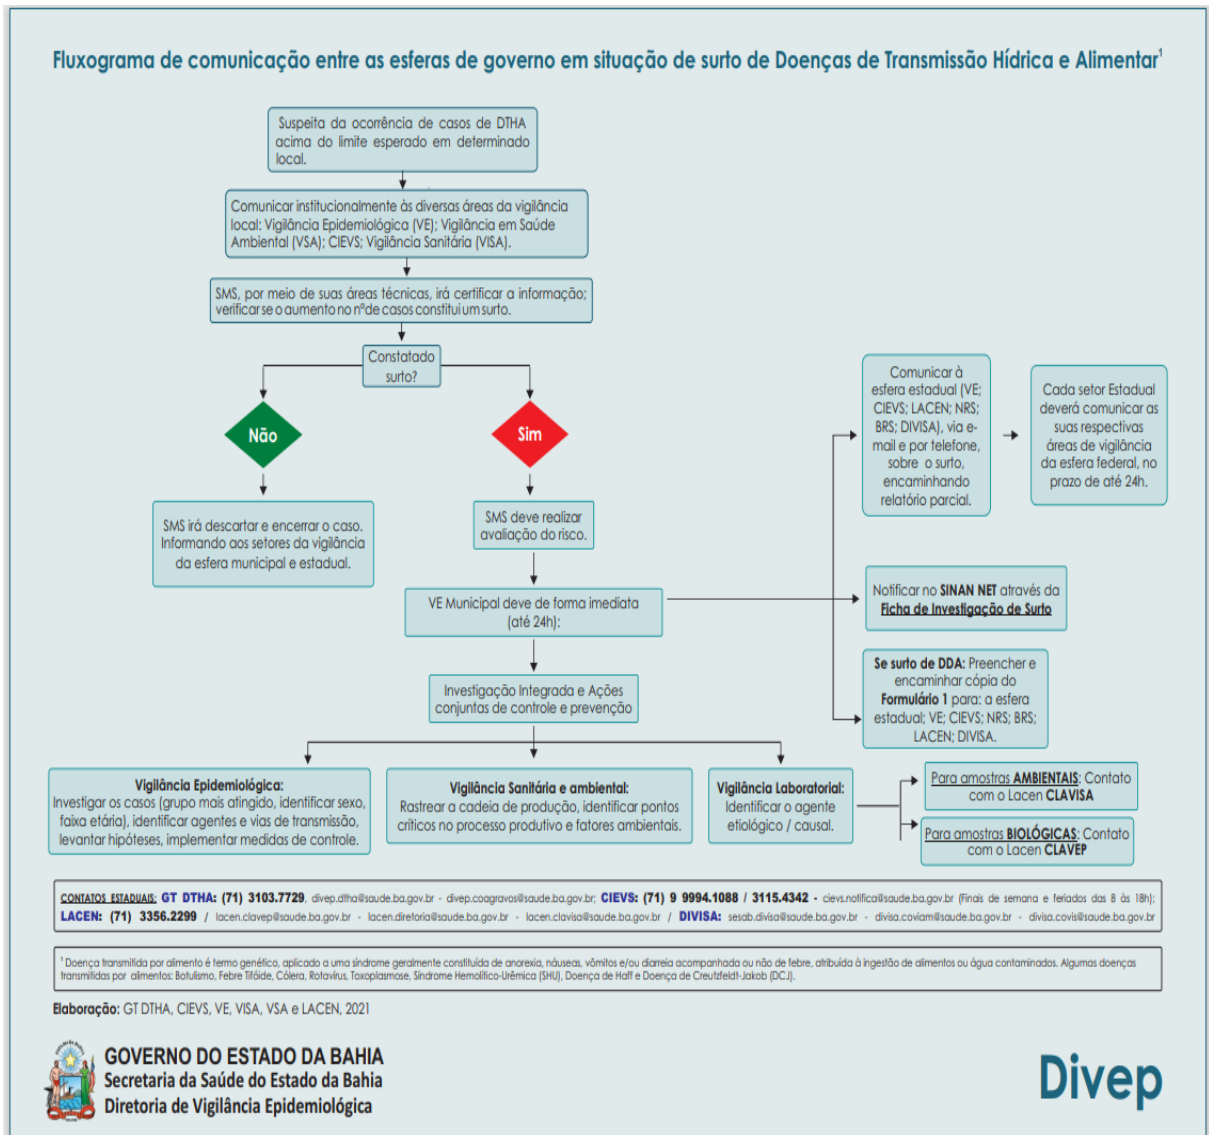 Fluxograma de comunicação entre as esferas de governo em situação de surto de Doenças de Transmissão Hídrica e Alimentar¹
Suspeita da ocorrência de casos de DTHA
acima do limite esperado em determinado
local.
Comunicar institucionalmente às diversas áreas da vigilância
local: Vigilância Epidemiológica (VE); Vigilância em Saúde
Ambiental (VSA); CIEVS; Vigilância Sanitária (VISA).
SMS, por meio de suas áreas técnicas, irá certificar a informação;
verificar se o aumento no nº de casos constitui um surto.
Constatado
surto?
Não
Sim
SMS irá descartar e encerrar o caso.
Informando aos setores da vigilância
da esfera municipal e estadual.
SMS deve realizar
avaliação do risco.
VE Municipal deve de forma imediata
(até 24h):
Comunicar à
esfera estadual (VE;
CIEVS; LACEN; NRS;
BRS; DIVISA), via e-
mail e por telefone,
sobre o surto,
encaminhando
relatório parcial.
Cada setor Estadual
deverá comunicar as
suas respectivas
áreas de vigilância
da esfera federal, no
prazo de até 24h.
Notificar no SINAN NET através da
Ficha de Investigação de Surto
Se surto de DDA: Preencher e
encaminhar cópia do
Formulário 1 para: a esfera
estadual; VE; CIEVS; NRS; BRS;
LACEN; DIVISA.
Investigação Integrada e Ações
conjuntas de controle e prevenção
Vigilância Epidemiológica:
Investigar os casos (grupo mais atingido, identificar sexo,
faixa etária), identificar agentes e vias de transmissão,
levantar hipóteses, implementar medidas de controle.
Vigilância Sanitária e ambiental:
Rastrear a cadeia de produção, identificar pontos
críticos no processo produtivo e fatores ambientais.
Vigilância Laboratorial:
Identificar o agente
etiológico / causal.
Para amostras AMBIENTAIS: Contato
com o Lacen CLAVISA
Para amostras BIOLÓGICAS: Contato
com o Lacen CLAVEP
CONTATOS ESTADUAIS: GT DTHA: (71) 3103.7729, divep.dtha@saude.ba.gov.br - divep.coagravos@saude.ba.gov.br; CIEVS: (71) 9 9994.1088 / 3115.4342 - cievs.notifica@saude.ba.gov.br (Finais de semana e feriados das 8 às 18h);
LACEN: (71) 3356.2299 / lacen.clavep@saude.ba.gov.br - lacen.diretoria@saude.ba.gov.br - lacen.clavisa@saude.ba.gov.br / DIVISA: sesab.divisa@saude.ba.gov.br - divisa.coviam@saude.ba.gov.br - divisa.covis@saude.ba.gov.br
¹ Doença transmitida por alimento é termo genético, aplicado a uma síndrome geralmente constituída de anorexia, náuseas, vômitos e/ou diarreia acompanhada ou não de febre, atribuída à ingestão de alimentos ou água contaminados. Algumas doenças
transmitidas por alimentos: Botulismo, Febre Tifóide, Cólera, Rotavírus, Toxoplasmose, Síndrome Hemolítico-Urêmica (SHU), Doença de Haff e Doença de Creutzfeldt-Jakob (DCJ).
Elaboração: GT DTHA, CIEVS, VE, VISA, VSA e LACEN, 2021
GOVERNO DO ESTADO DA BAHIA
Secretaria da Saúde do Estado da Bahia
Diretoria de Vigilância Epidemiológica
Divep